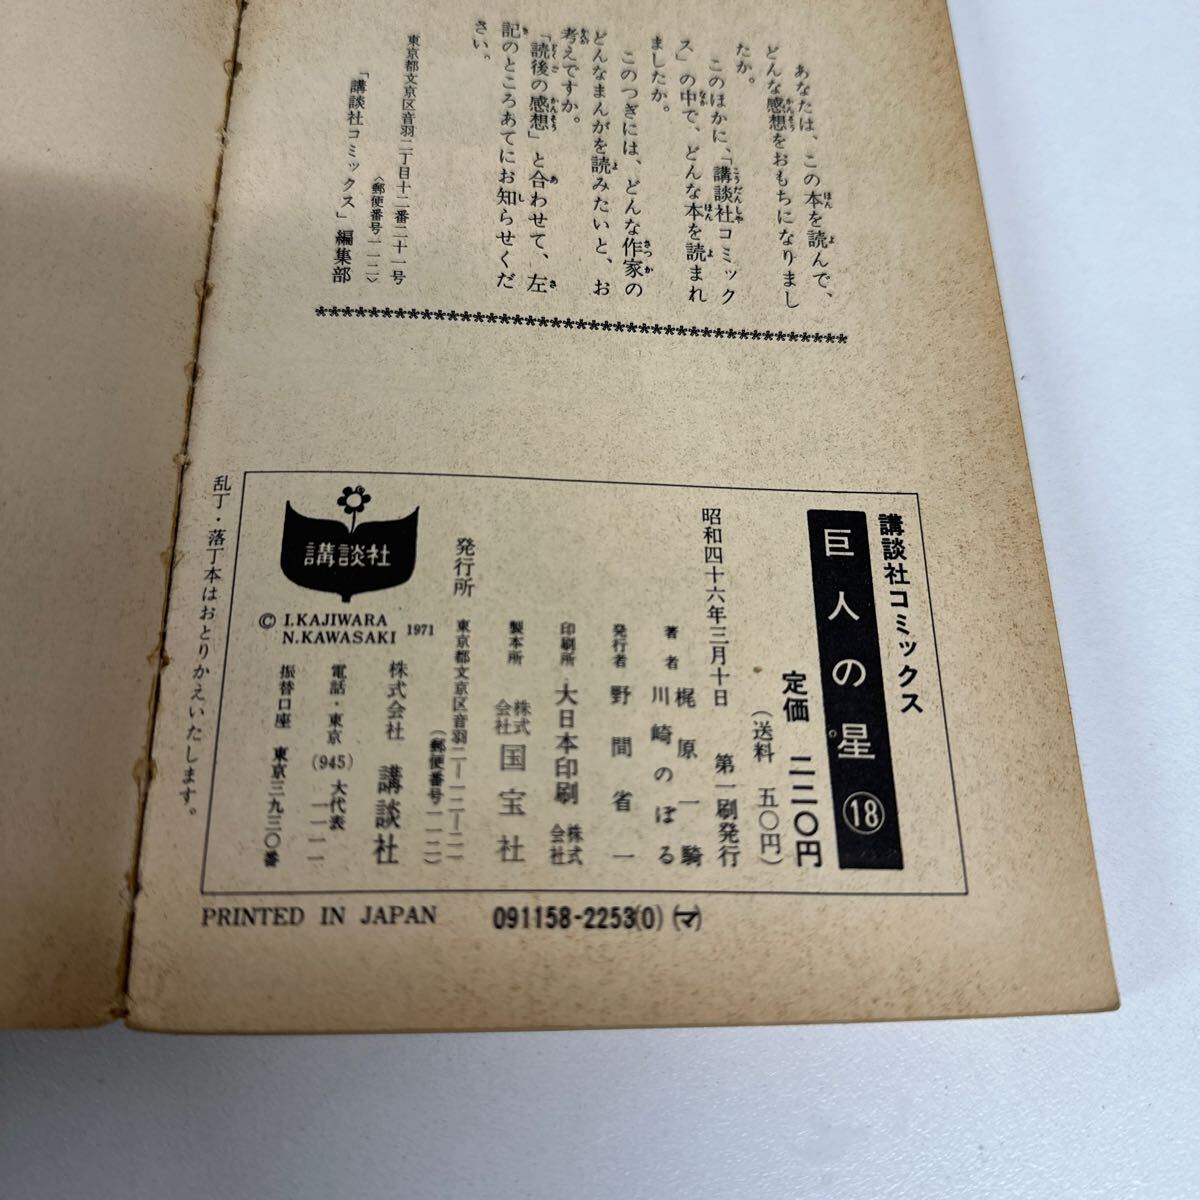 あなたは、この本を読んで、
どんな感想をおもちになりまし
たか。
このほかに、「講談社コミック
ス」の中で、どんな本を読まれ
ましたか。
このつぎには、どんな作家の
どんなまんがを読みたいと、お
考えですか。
「読後の感想」と合わせて、左
記のところあてにお知らせくだ
さい。
東京都文京区音羽二丁目十二番二十一号
〈郵便番号一一二〉
「講談社コミックス」編集部
****************************************
講談社コミックス
巨人の星 ⑱
定価 二二〇円
(送料 五〇円)
昭和四十六年三月十日 第一刷発行
著者 梶原一騎
川崎のぼる
発行者 野間省一
印刷所 大日本印刷株式会社
製本所 株式会社国宝社
発行所
東京都文京区音羽二—一二—二一
(郵便番号一一二)
株式会社 講談社
電話・東京(945)大代表一一一一
振替口座 東京三九三〇番
講談社
© I.KAJIWARA
N.KAWASAKI 1971
乱丁・落丁本はおとりかえいたします。
PRINTED IN JAPAN 091158-2253(0) (マ)